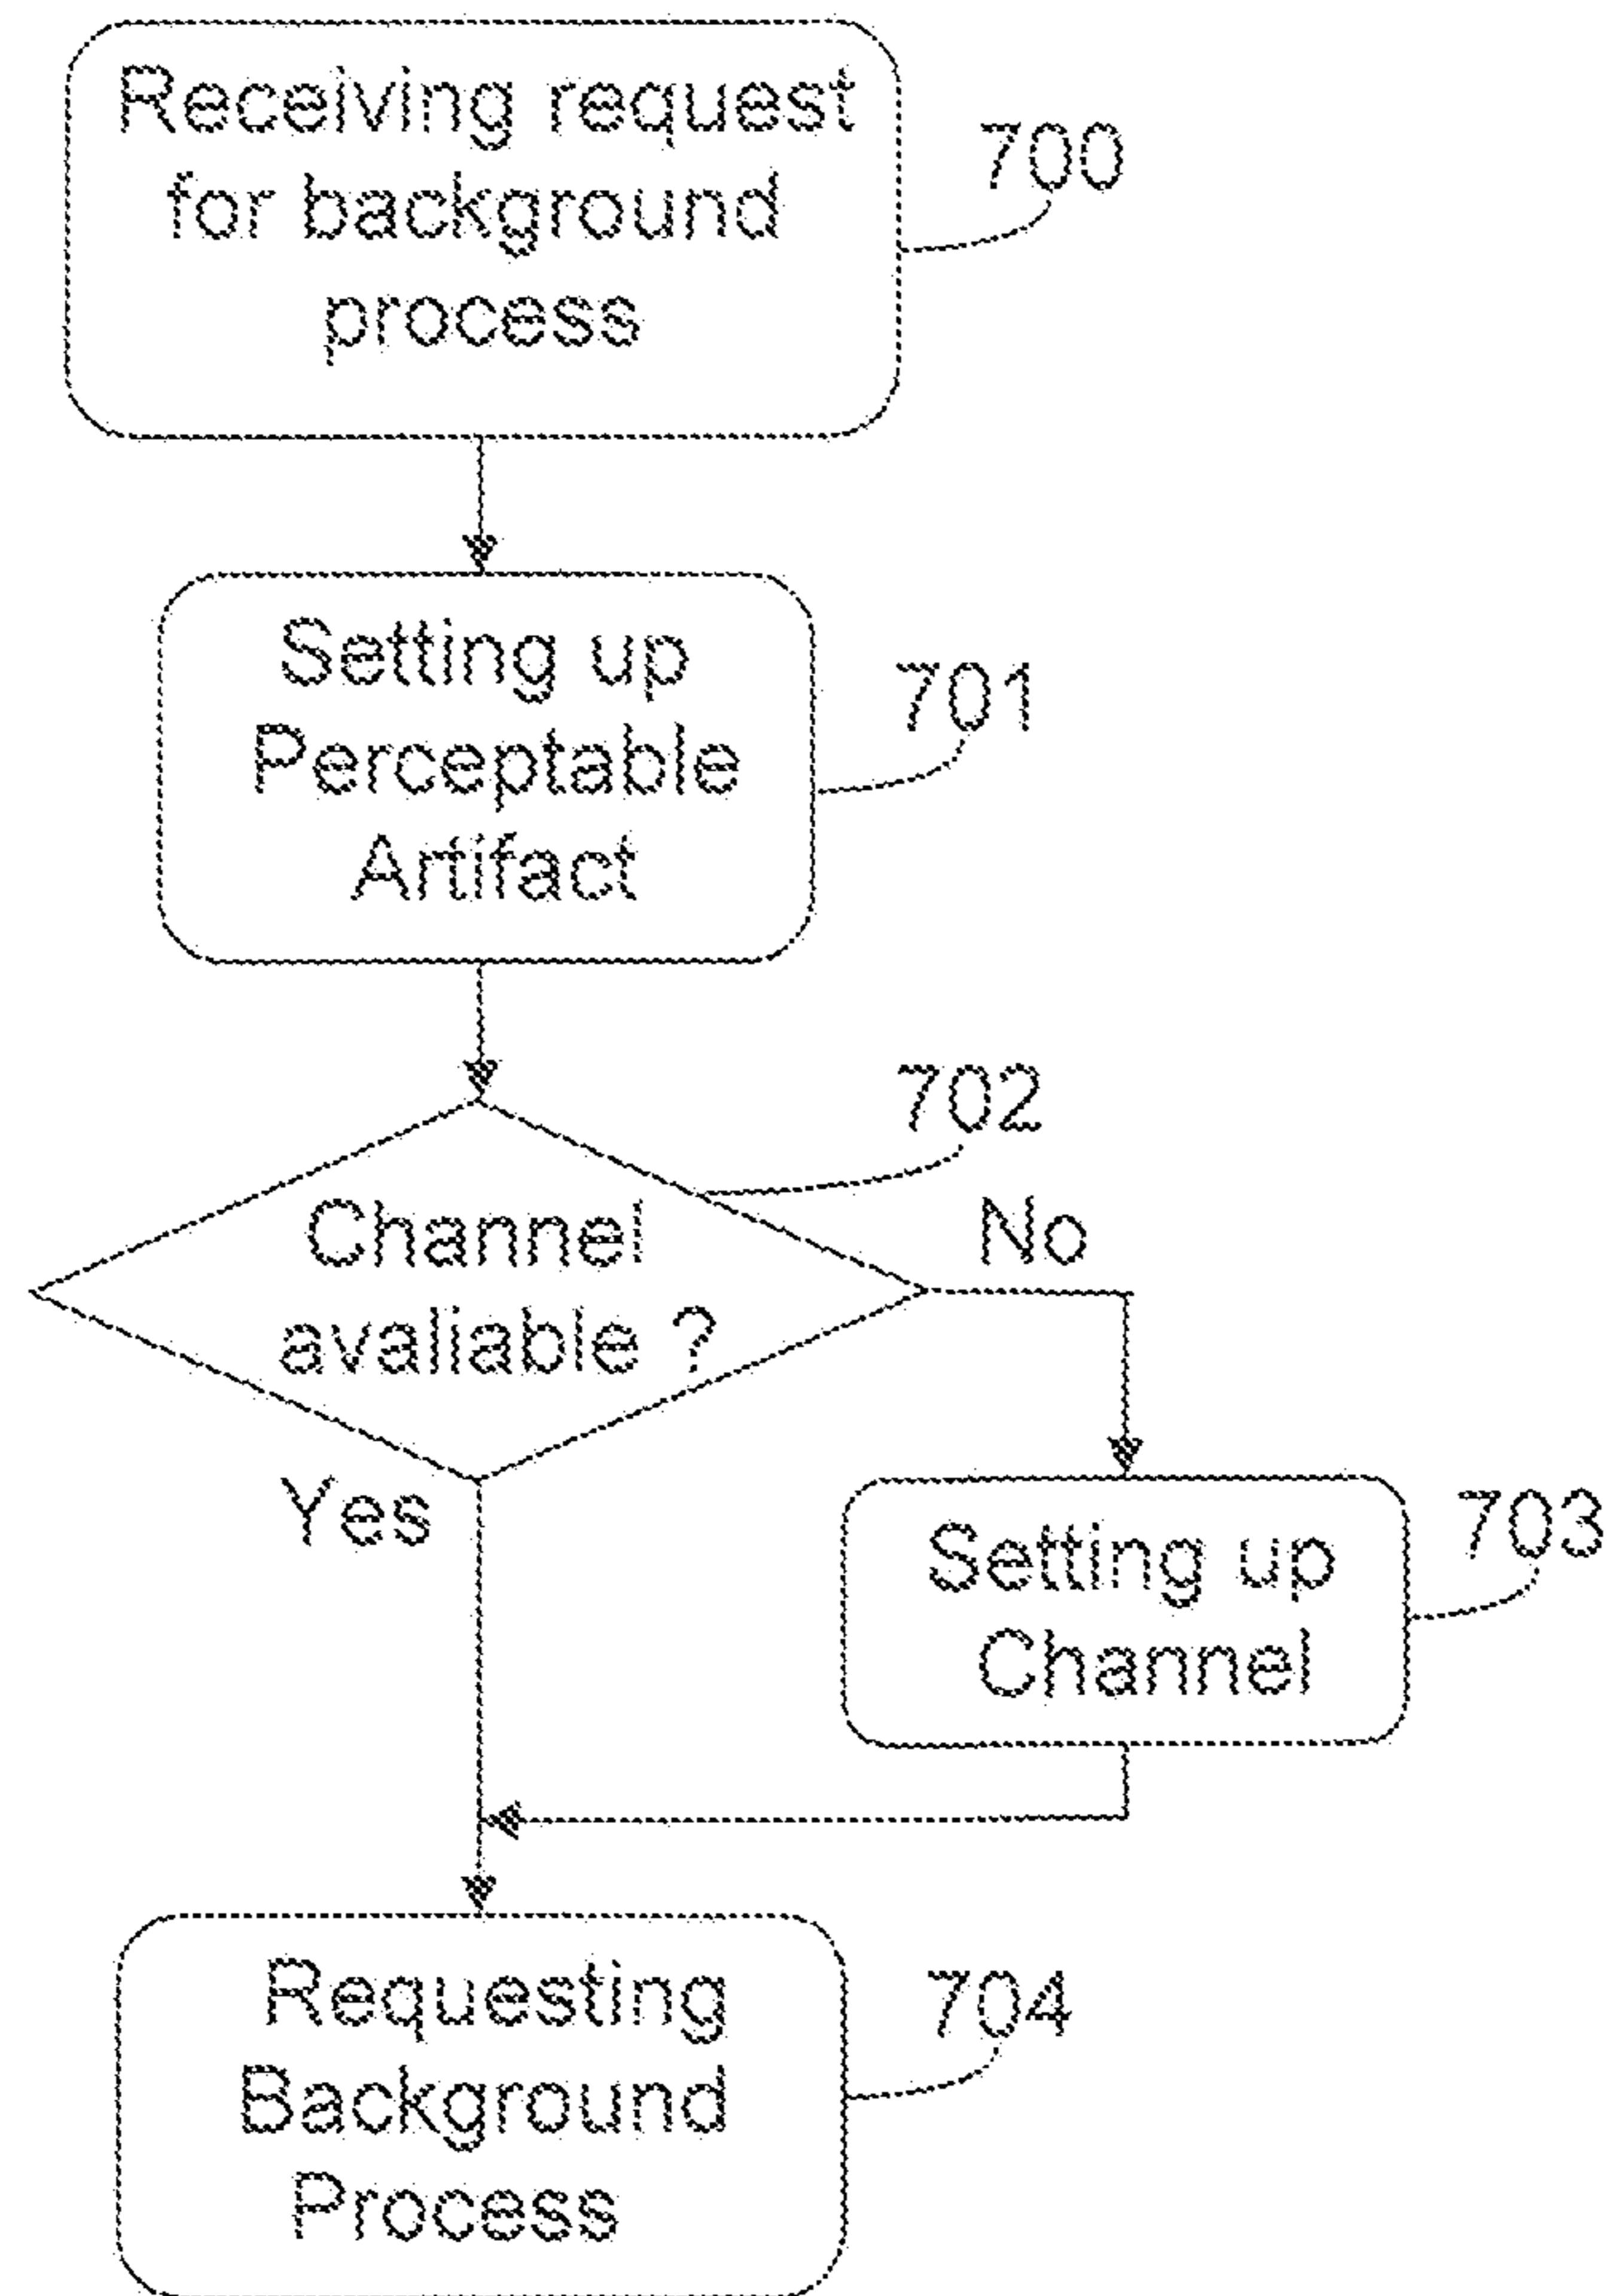 Receiving request
for background
process
700
Setting up
Perceptable
Artifact
701
702
Channel
avaliable ?
No
Yes
Setting up
Channel
703
Requesting
Background
Process
704